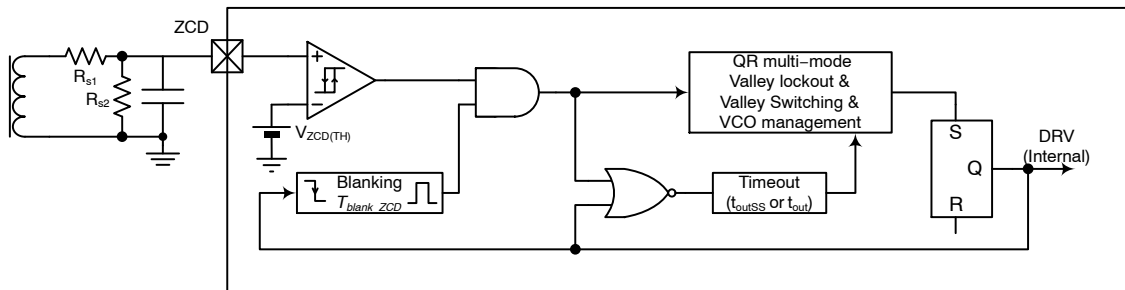 ZCD
Rs1
Rs2
+
−
VZCD(TH)
Blanking
Tblank_ZCD
QR multi−mode
Valley lockout &
Valley Switching &
VCO management
Timeout
(toutSS or tout)
S
Q
R
DRV
(Internal)